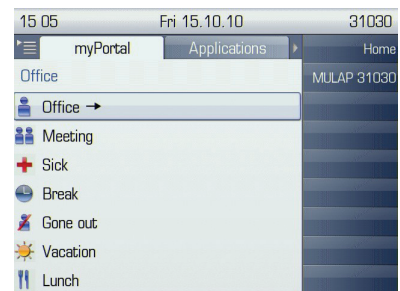 15 05 Fri 15.10.10 31030
myPortal Applications Home
Office MULAP 31030
Office →
Meeting
Sick
Break
Gone out
Vacation
Lunch